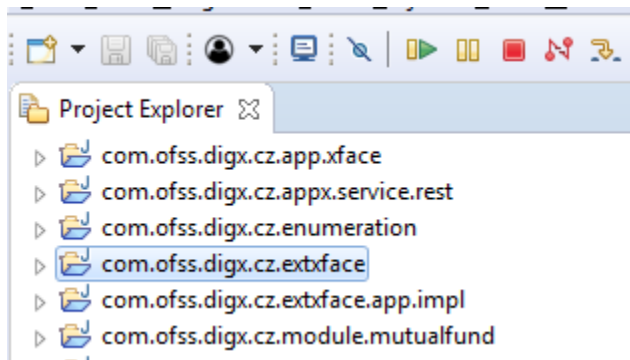 Project Explorer
com.ofss.digx.cz.app.xface
com.ofss.digx.cz.appx.service.rest
com.ofss.digx.cz.enumeration
com.ofss.digx.cz.extxface
com.ofss.digx.cz.extxface.app.impl
com.ofss.digx.cz.module.mutualfund